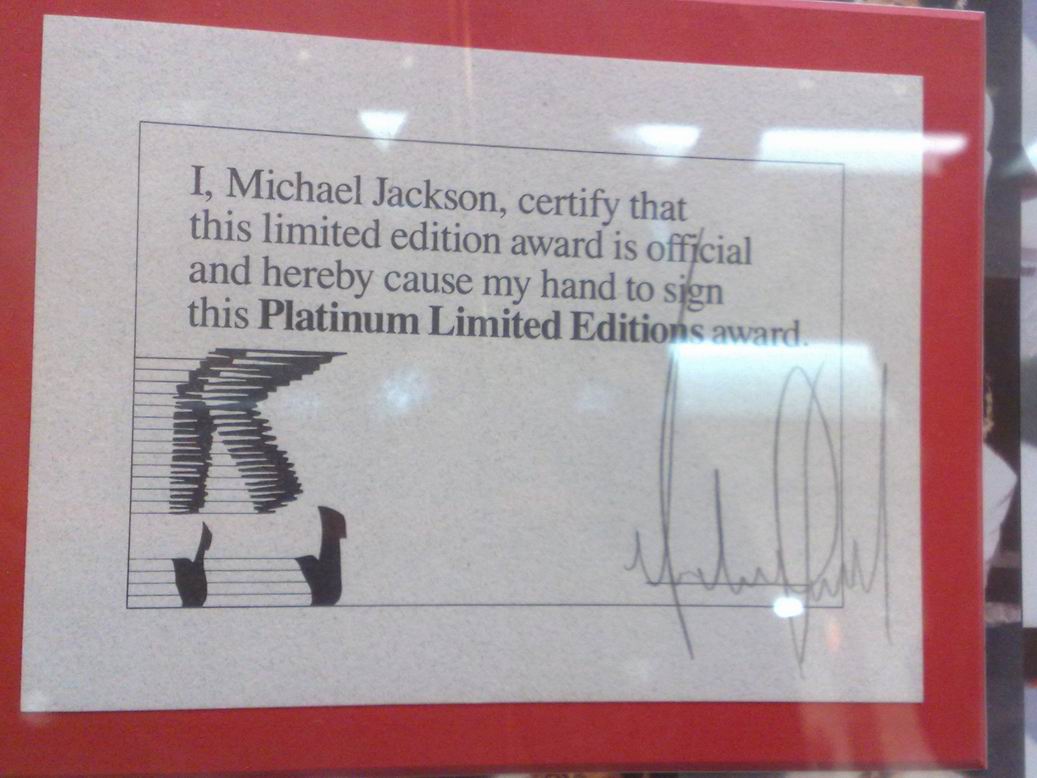 I, Michael Jackson, certify that
this limited edition award is official
and hereby cause my hand to sign
this Platinum Limited Editions award.